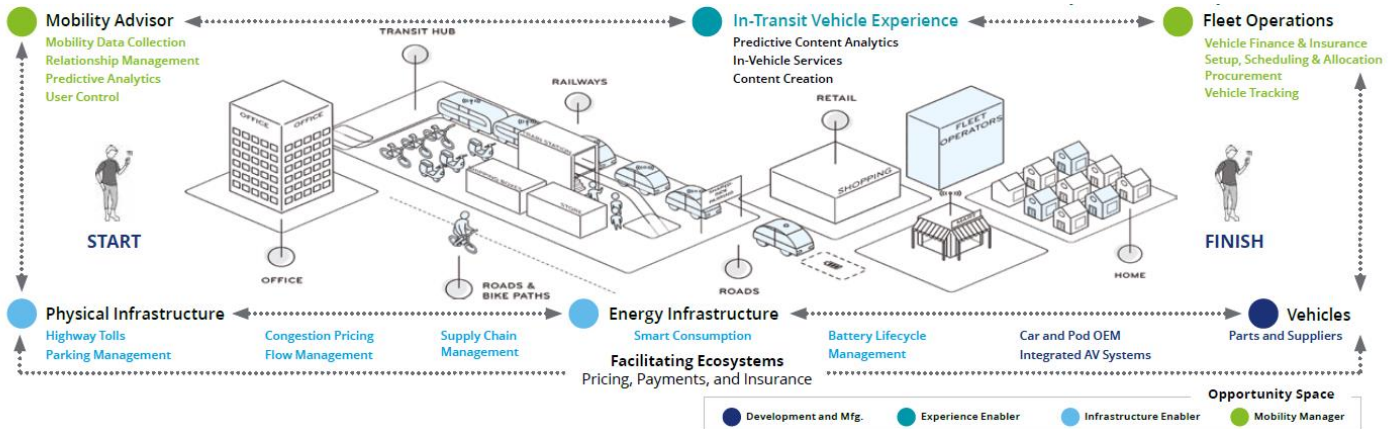 Mobility Advisor
Mobility Data Collection
Relationship Management
Predictive Analytics
User Control
In-Transit Vehicle Experience
Predictive Content Analytics
In-Vehicle Services
Content Creation
Fleet Operations
Vehicle Finance & Insurance
Setup, Scheduling & Allocation
Procurement
Vehicle Tracking
TRANSIT HUB
RAILWAYS
RETAIL
OFFICE
OFFICE
TRAIN STATION
STORE
SHOPPING
FLEET
OPERATORS
MART
START
FINISH
OFFICE
ROADS &
BIKE PATHS
ROADS
HOME
Physical Infrastructure
Highway Tolls
Parking Management
Congestion Pricing
Flow Management
Supply Chain
Management
Energy Infrastructure
Smart Consumption
Battery Lifecycle
Management
Car and Pod OEM
Integrated AV Systems
Vehicles
Parts and Suppliers
Facilitating Ecosystems
Pricing, Payments, and Insurance
Opportunity Space
Development and Mfg.
Experience Enabler
Infrastructure Enabler
Mobility Manager